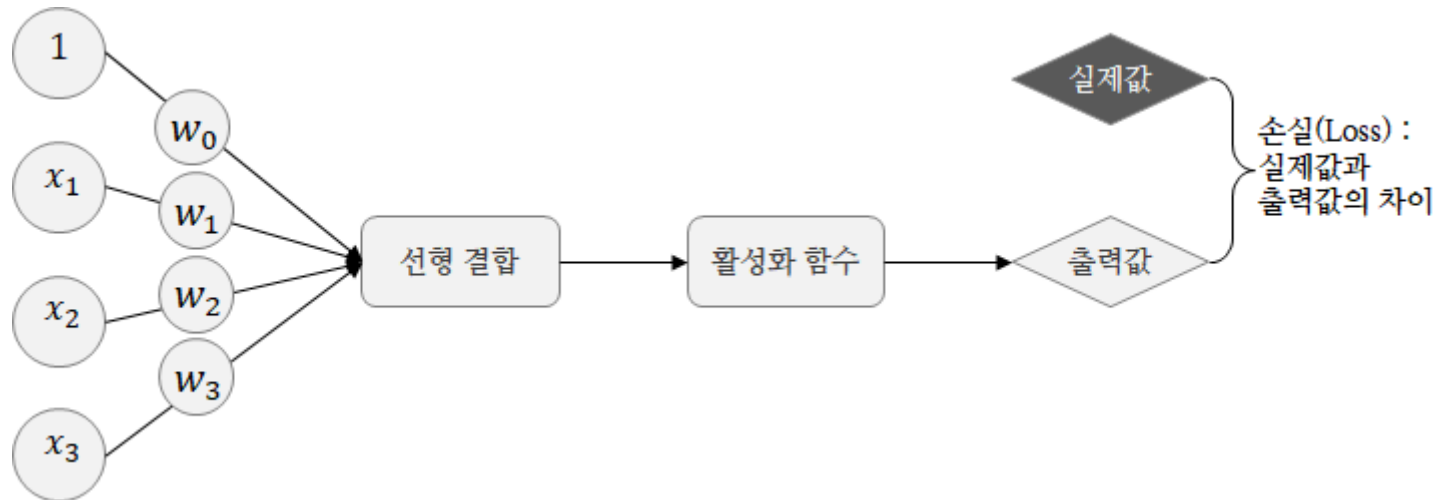 1
w₀
x₁
w₁
x₂
w₂
x₃
w₃
선형 결합
활성화 함수
실제값
출력값
손실(Loss) :
실제값과
출력값의 차이